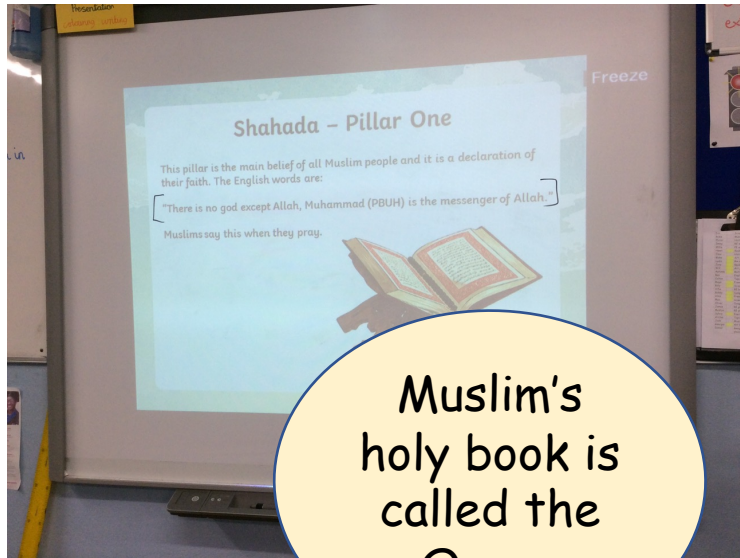 Presentation
Freeze
Shahada – Pillar One
This pillar is the main belief of all Muslim people and it is a declaration of
their faith. The English words are:
["There is no god except Allah, Muhammad (PBUH) is the messenger of Allah."]
Muslims say this when they pray.
Muslim's
holy book is
called the